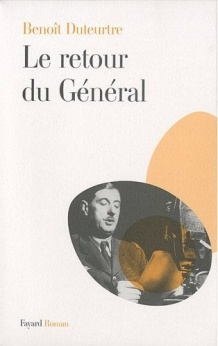 Benoît Duteurtre
Le retour
du Général
Fayard Roman